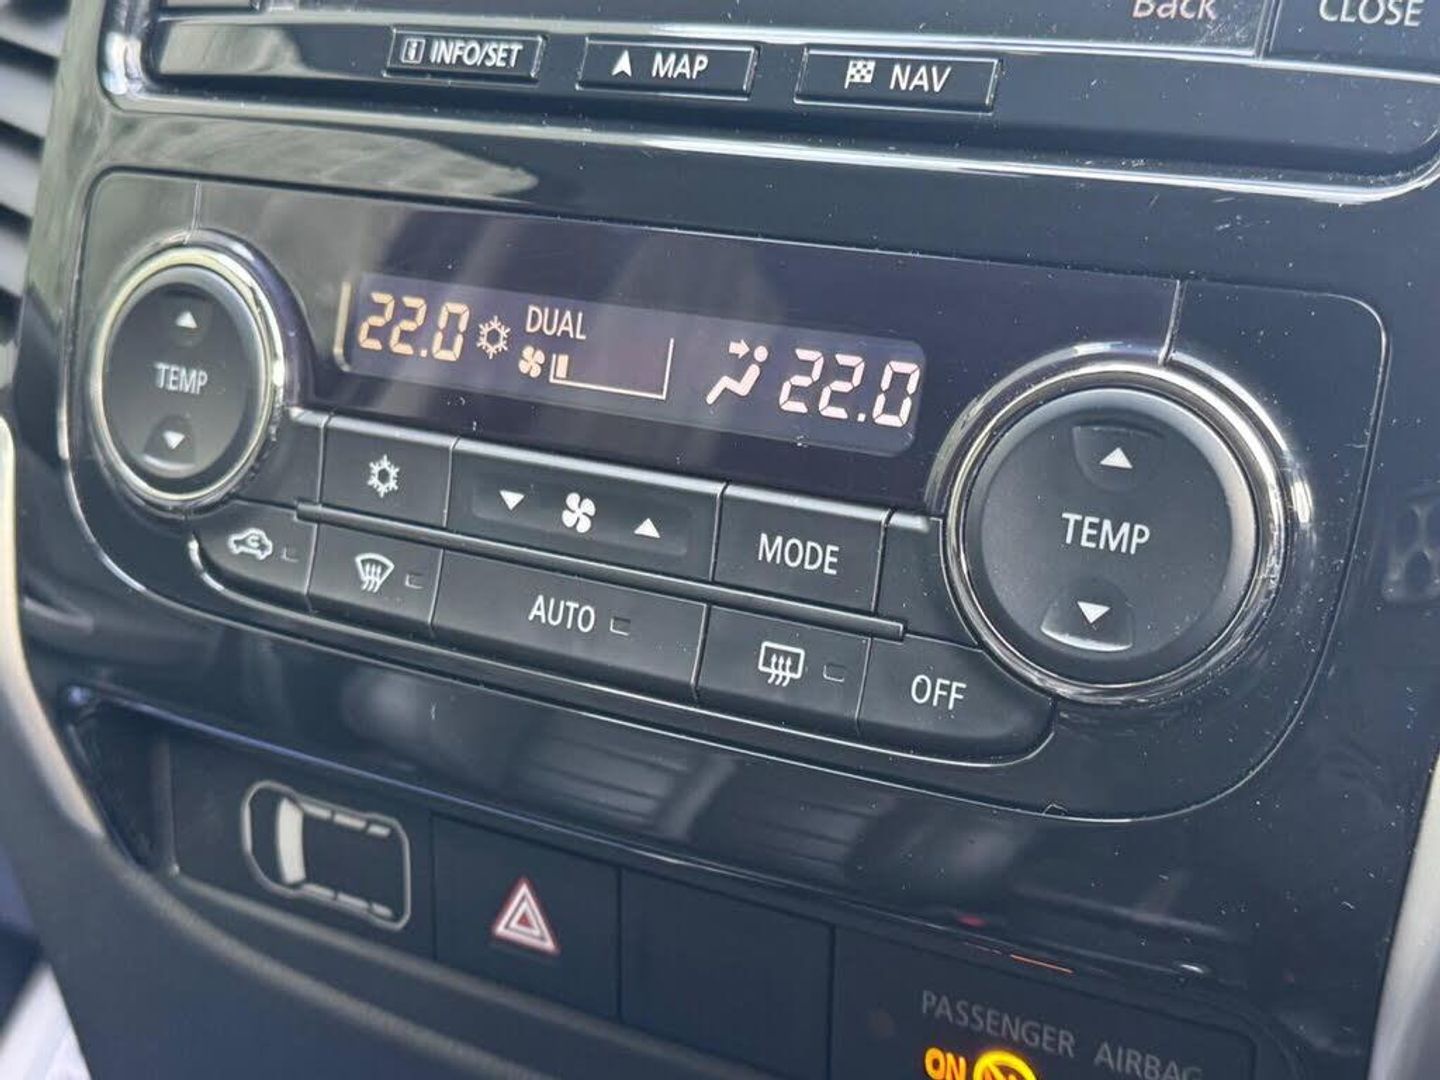 Back
CLOSE
INFO/SET
MAP
NAV
22.0
DUAL
22.0
TEMP
TEMP
MODE
AUTO
OFF
PASSENGER AIRBAG
ON